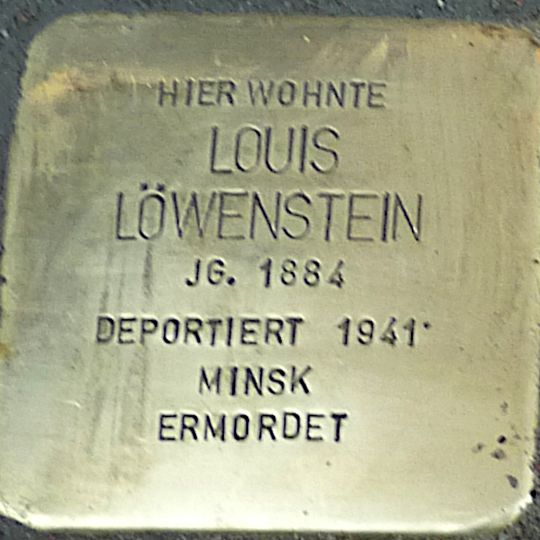 HIER WOHNTE
LOUIS
LÖWENSTEIN
JG. 1884
DEPORTIERT 1941
MINSK
ERMORDET